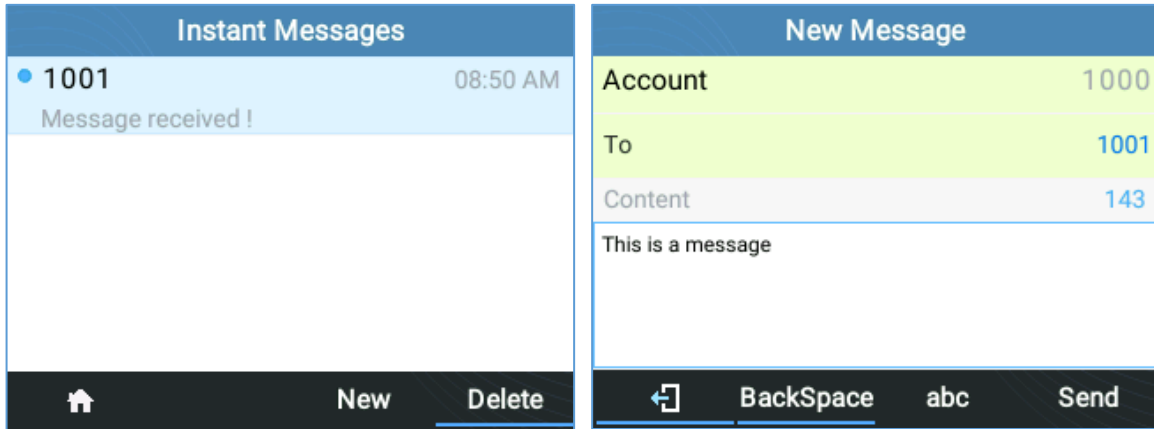 Instant Messages
1001 08:50 AM
Message received !
New Delete
New Message
Account 1000
To 1001
Content 143
This is a message
BackSpace abc Send